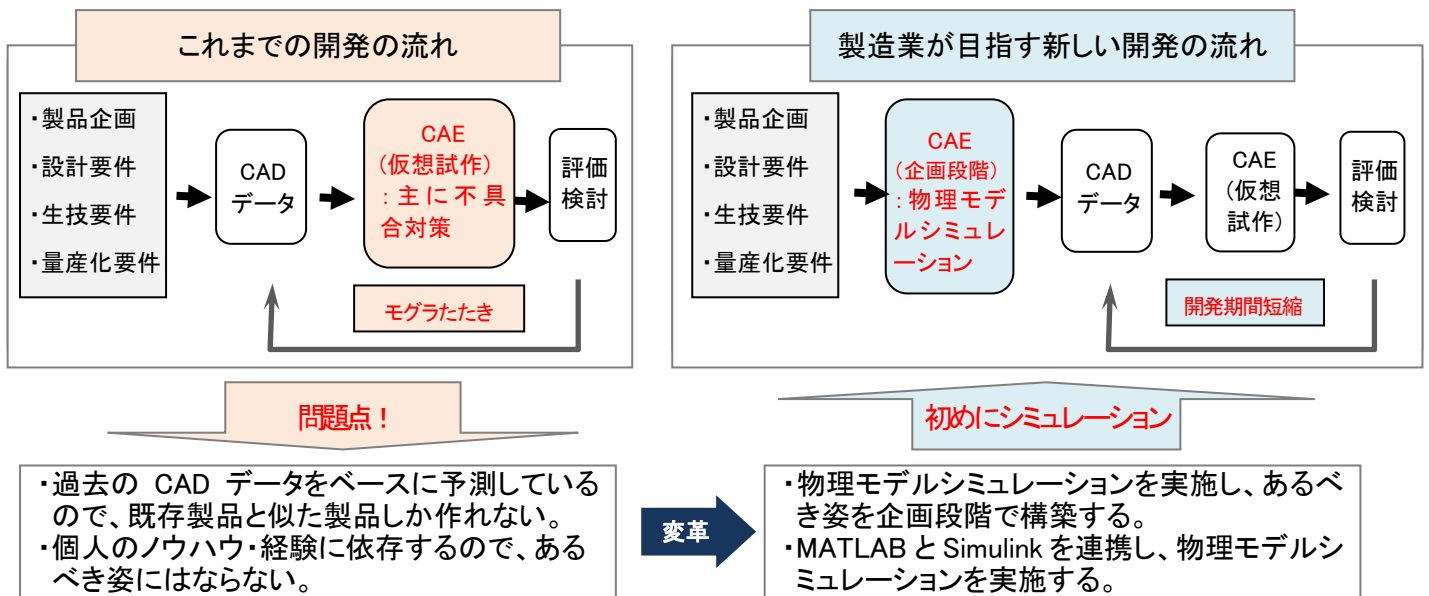 これまでの開発の流れ
・製品企画
・設計要件
・生技要件
・量産化要件
CAD
データ
CAE
(仮想試作)
:主に不具
合対策
評価
検討
モグラたたき
問題点!
・過去の CAD データをベースに予測している
ので、既存製品と似た製品しか作れない。
・個人のノウハウ・経験に依存するので、ある
べき姿にはならない。
変革
製造業が目指す新しい開発の流れ
・製品企画
・設計要件
・生技要件
・量産化要件
CAE
(企画段階)
:物理モデ
ルシミュレ
ーション
CAD
データ
CAE
(仮想
試作)
評価
検討
開発期間短縮
初めにシミュレーション
・物理モデルシミュレーションを実施し、あるべ
き姿を企画段階で構築する。
・MATLAB と Simulink を連携し、物理モデルシ
ミュレーションを実施する。